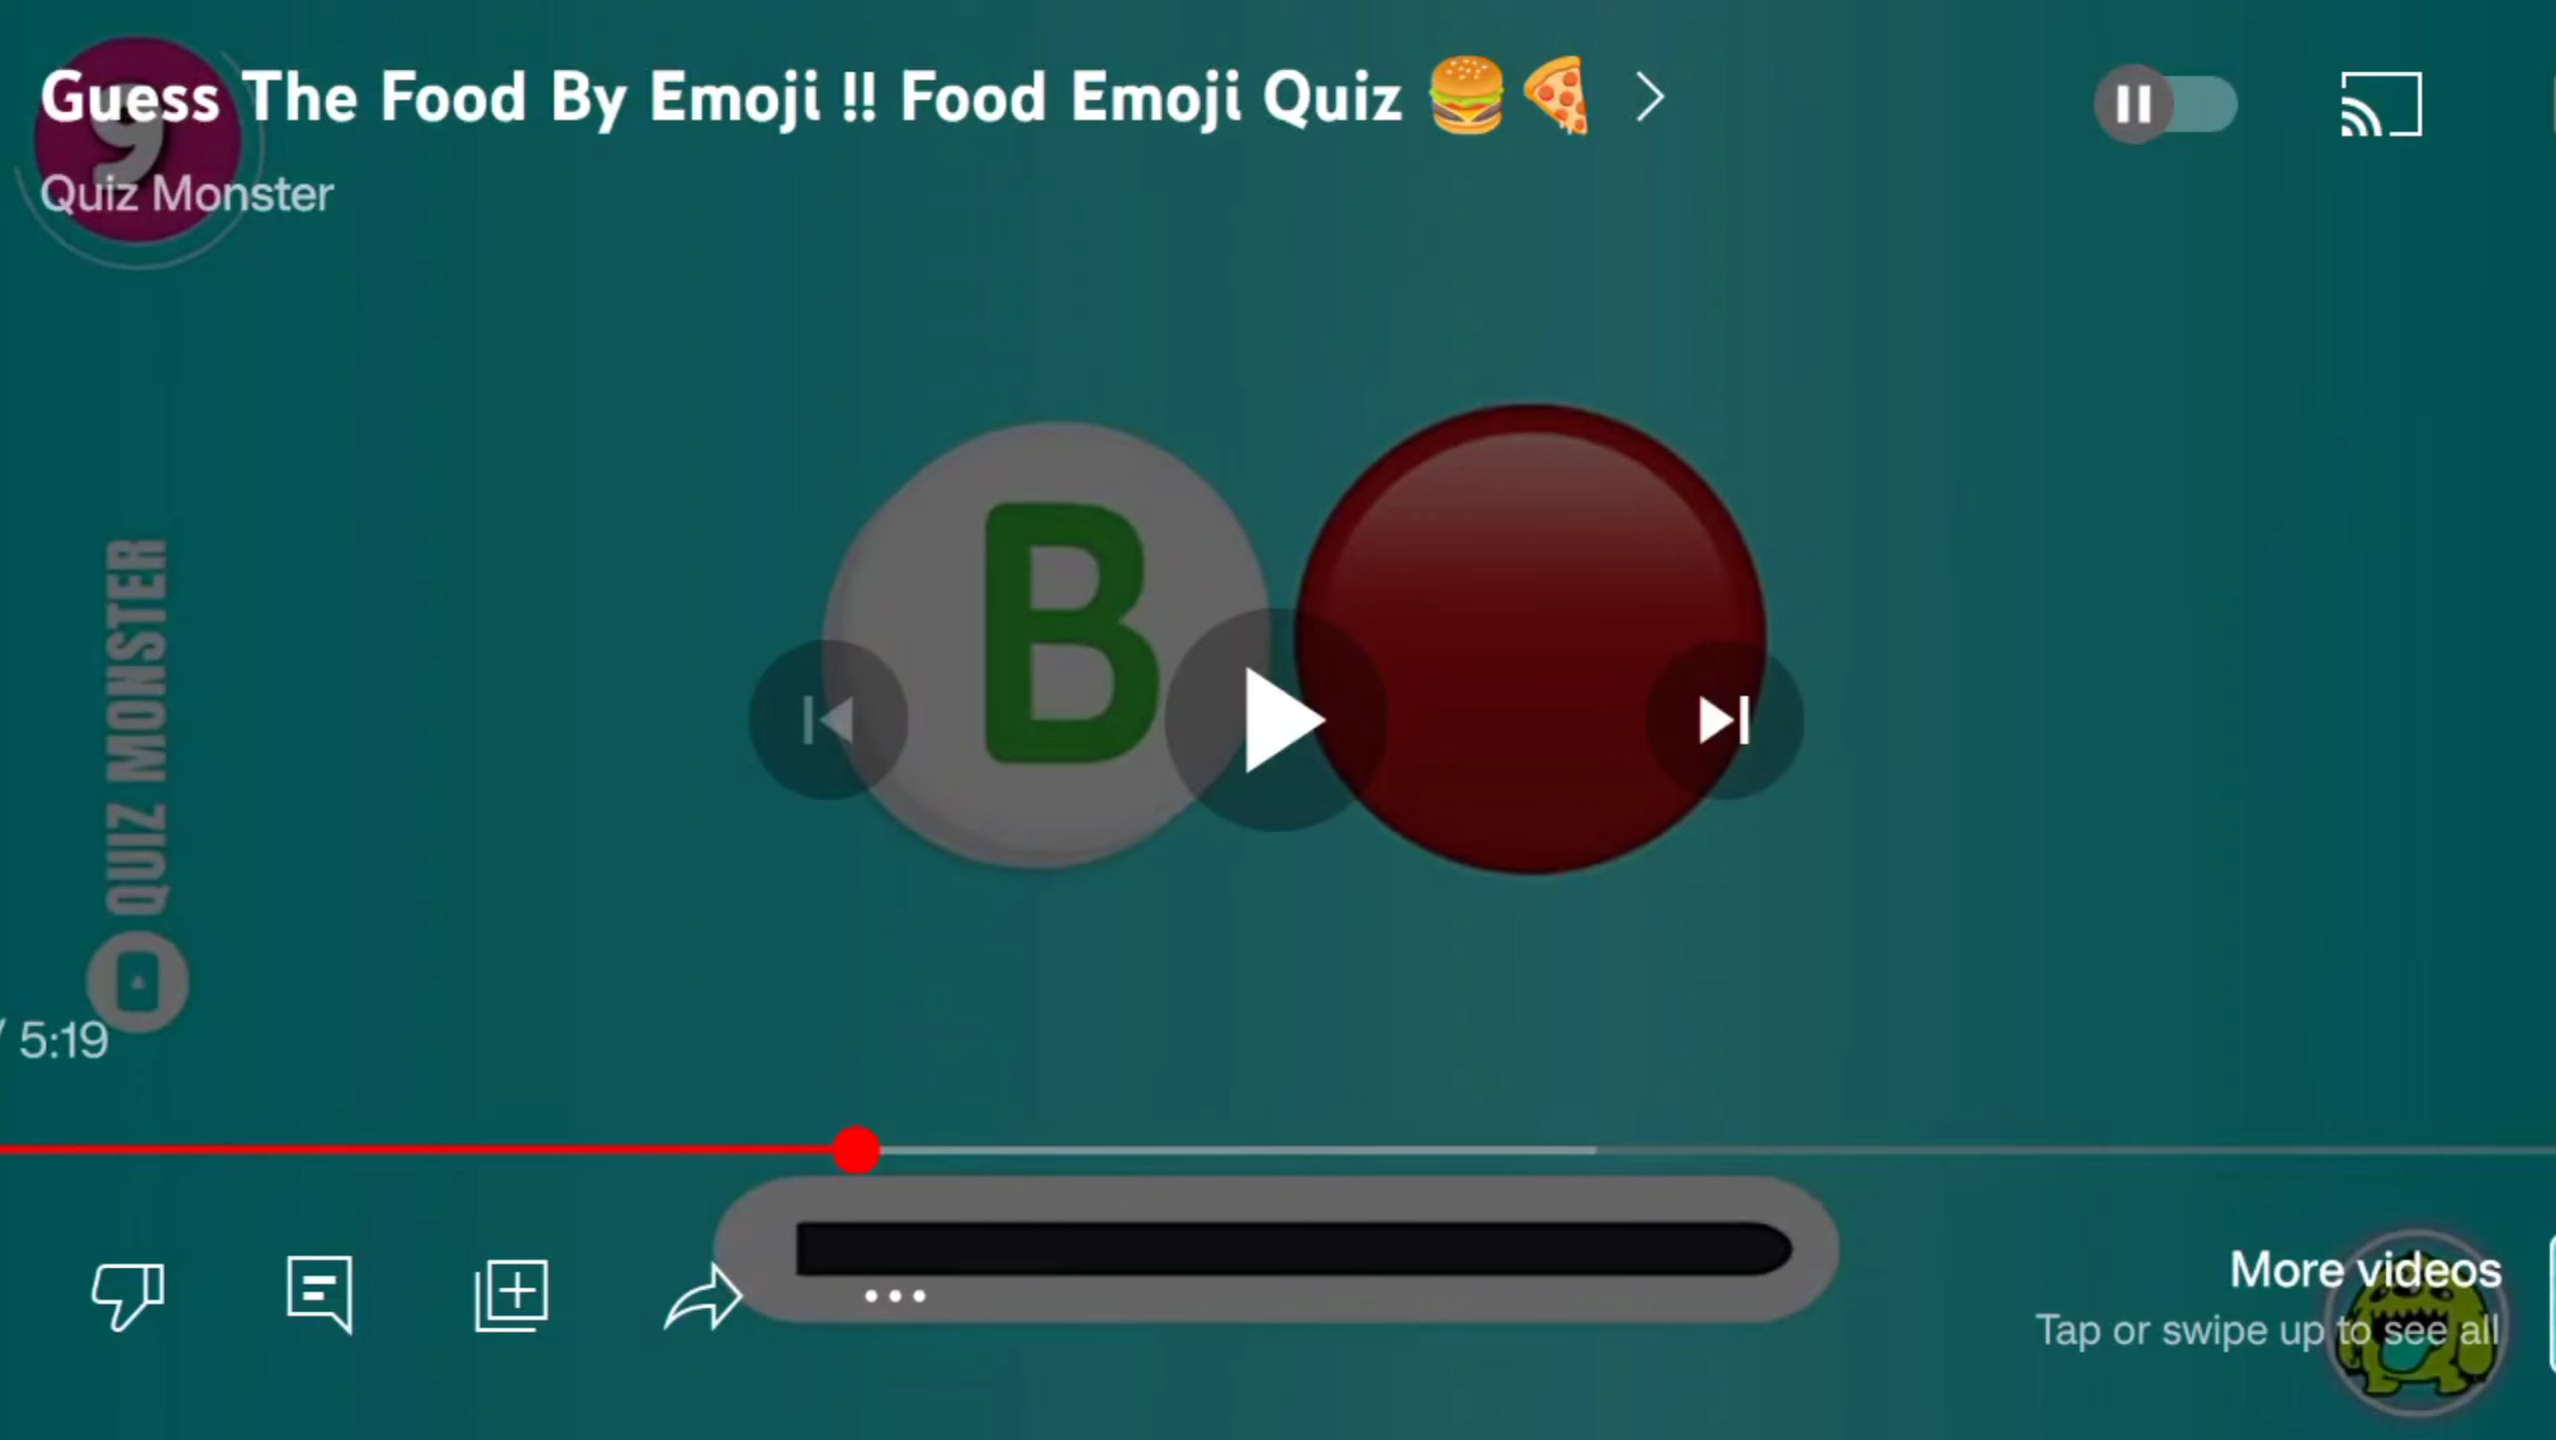 Guess The Food By Emoji !! Food Emoji Quiz 🍔🍕
9
Quiz Monster
B
QUIZ MONSTER
/ 5:19
More videos
Tap or swipe up to see all